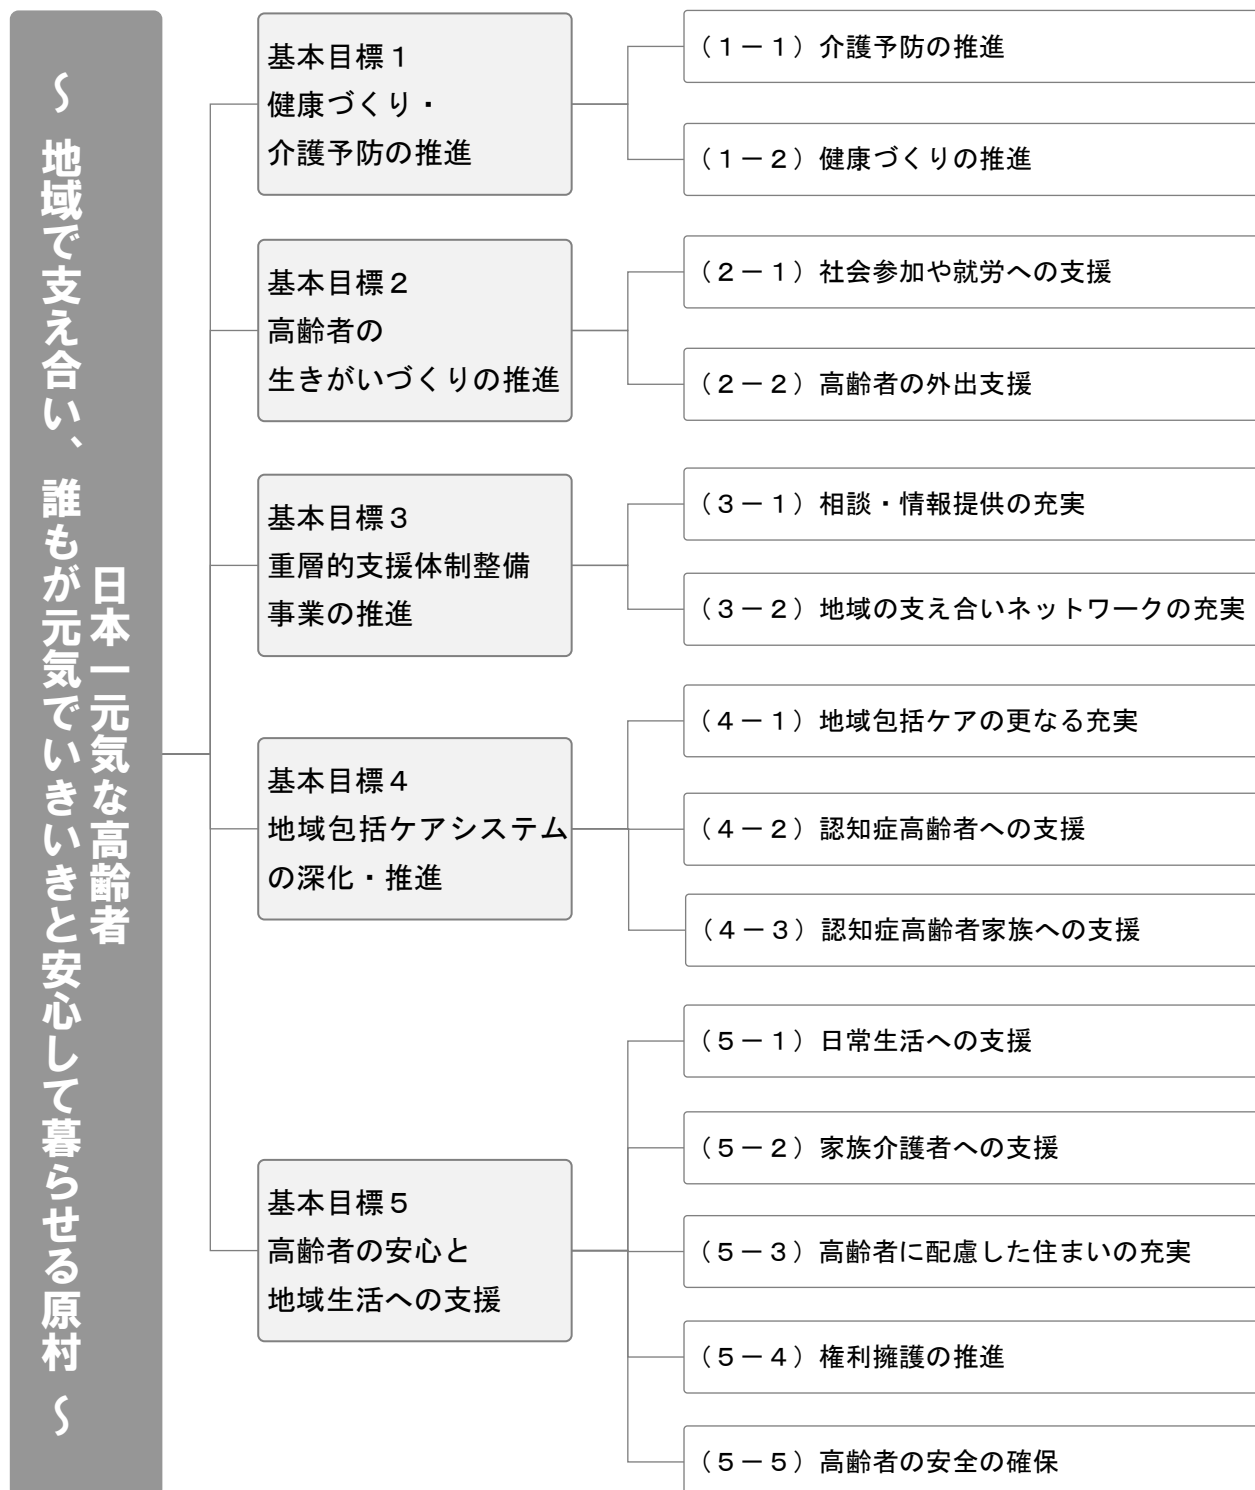 日本一元気な高齢者
～ 地域で支え合い、誰もが元気でいきいきと安心して暮らせる原村 ～
基本目標１
健康づくり・
介護予防の推進
（１－１）介護予防の推進
（１－２）健康づくりの推進
基本目標２
高齢者の
生きがいづくりの推進
（２－１）社会参加や就労への支援
（２－２）高齢者の外出支援
基本目標３
重層的支援体制整備
事業の推進
（３－１）相談・情報提供の充実
（３－２）地域の支え合いネットワークの充実
基本目標４
地域包括ケアシステム
の深化・推進
（４－１）地域包括ケアの更なる充実
（４－２）認知症高齢者への支援
（４－３）認知症高齢者家族への支援
基本目標５
高齢者の安心と
地域生活への支援
（５－１）日常生活への支援
（５－２）家族介護者への支援
（５－３）高齢者に配慮した住まいの充実
（５－４）権利擁護の推進
（５－５）高齢者の安全の確保